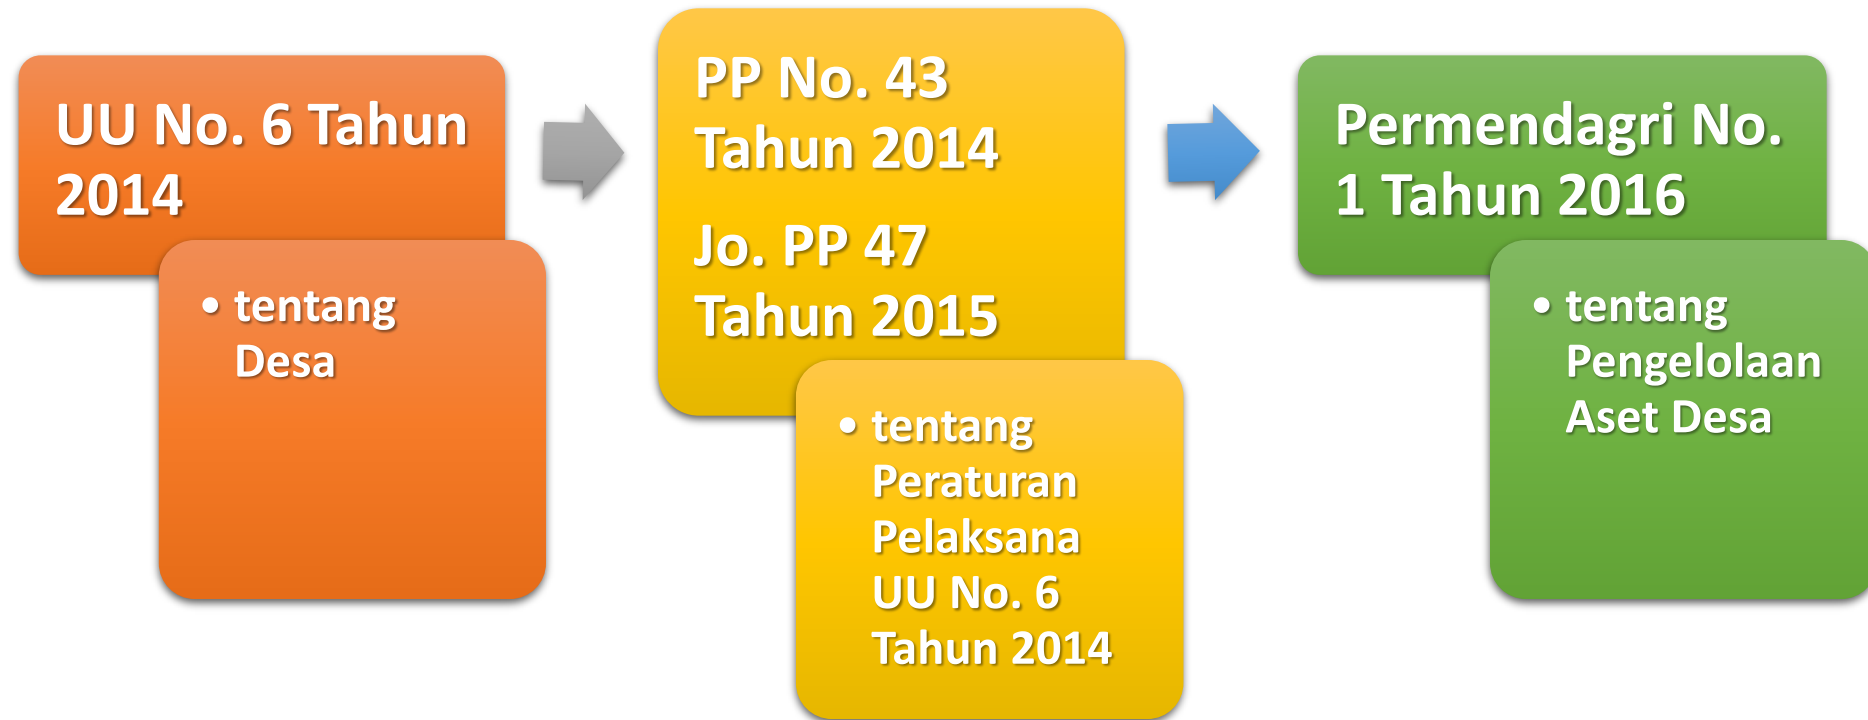 UU No. 6 Tahun
2014
• tentang
Desa
PP No. 43
Tahun 2014
Jo. PP 47
Tahun 2015
• tentang
Peraturan
Pelaksana
UU No. 6
Tahun 2014
Permendagri No.
1 Tahun 2016
• tentang
Pengelolaan
Aset Desa